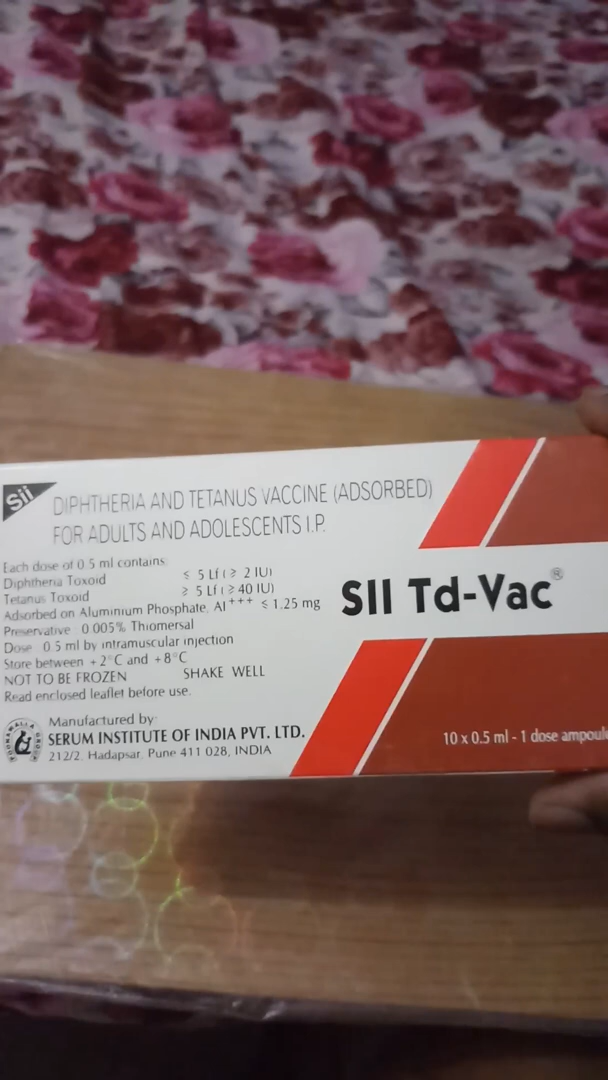 Sii
DIPHTHERIA AND TETANUS VACCINE (ADSORBED)
FOR ADULTS AND ADOLESCENTS I.P.
Each dose of 0.5 ml contains:
Diphtheria Toxoid ≤ 5 Lf (≥ 2 IU)
Tetanus Toxoid ≥ 5 Lf (≥ 40 IU)
Adsorbed on Aluminium Phosphate, Al+++ ≤ 1.25 mg
Preservative 0.005% Thiomersal
Dose 0.5 ml by intramuscular injection
Store between +2°C and +8°C
NOT TO BE FROZEN SHAKE WELL
Read enclosed leaflet before use.
Manufactured by:
SERUM INSTITUTE OF INDIA PVT. LTD.
212/2, Hadapsar, Pune 411 028, INDIA
SII Td-Vac®
10 x 0.5 ml - 1 dose ampoule